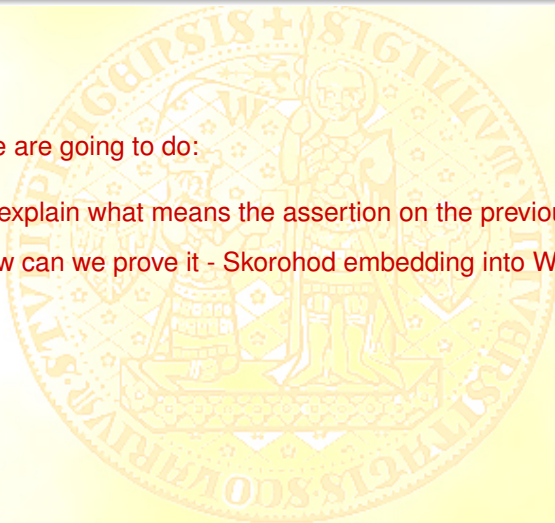 e are going to do:
explain what means the assertion on the previou
w can we prove it - Skorohod embedding into W